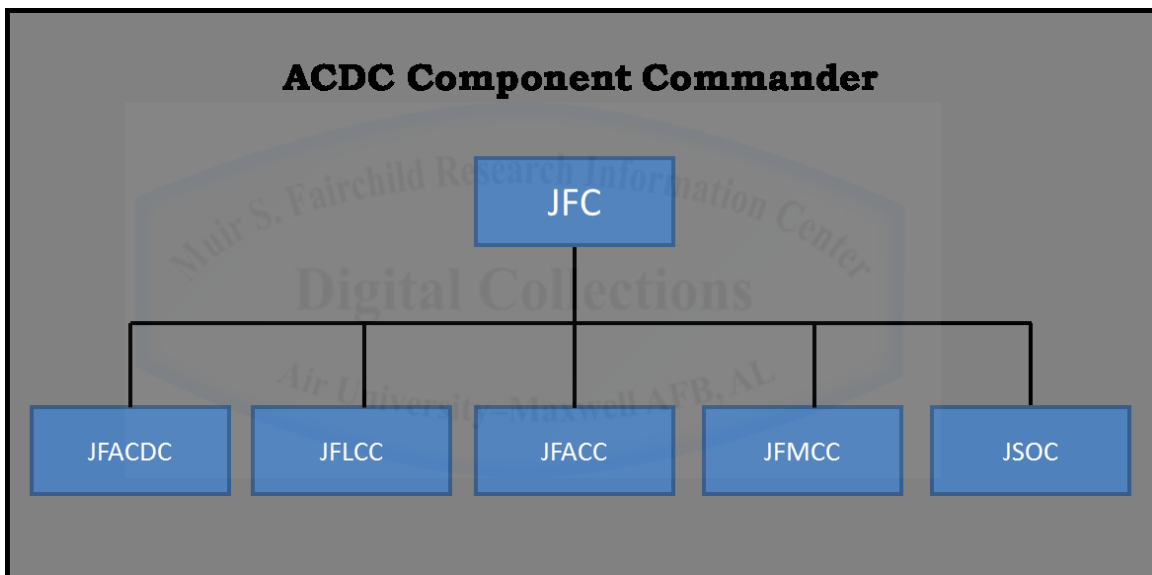 ACDC Component Commander
Muir S. Fairchild Research Information Center
JFC
Digital Collections
Air University–Maxwell AFB, AL
JFACDC
JFLCC
JFACC
JFMCC
JSOC